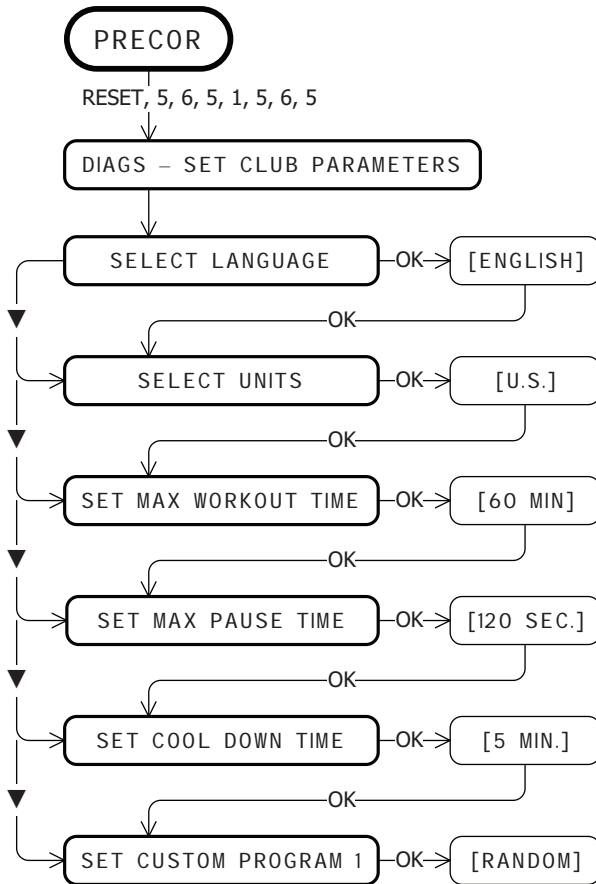 PRECOR
RESET, 5, 6, 5, 1, 5, 6, 5
DIAGS – SET CLUB PARAMETERS
SELECT LANGUAGE OK [ENGLISH]
OK
SELECT UNITS OK [U.S.]
OK
SET MAX WORKOUT TIME OK [60 MIN]
OK
SET MAX PAUSE TIME OK [120 SEC.]
OK
SET COOL DOWN TIME OK [5 MIN.]
OK
SET CUSTOM PROGRAM 1 OK [RANDOM]